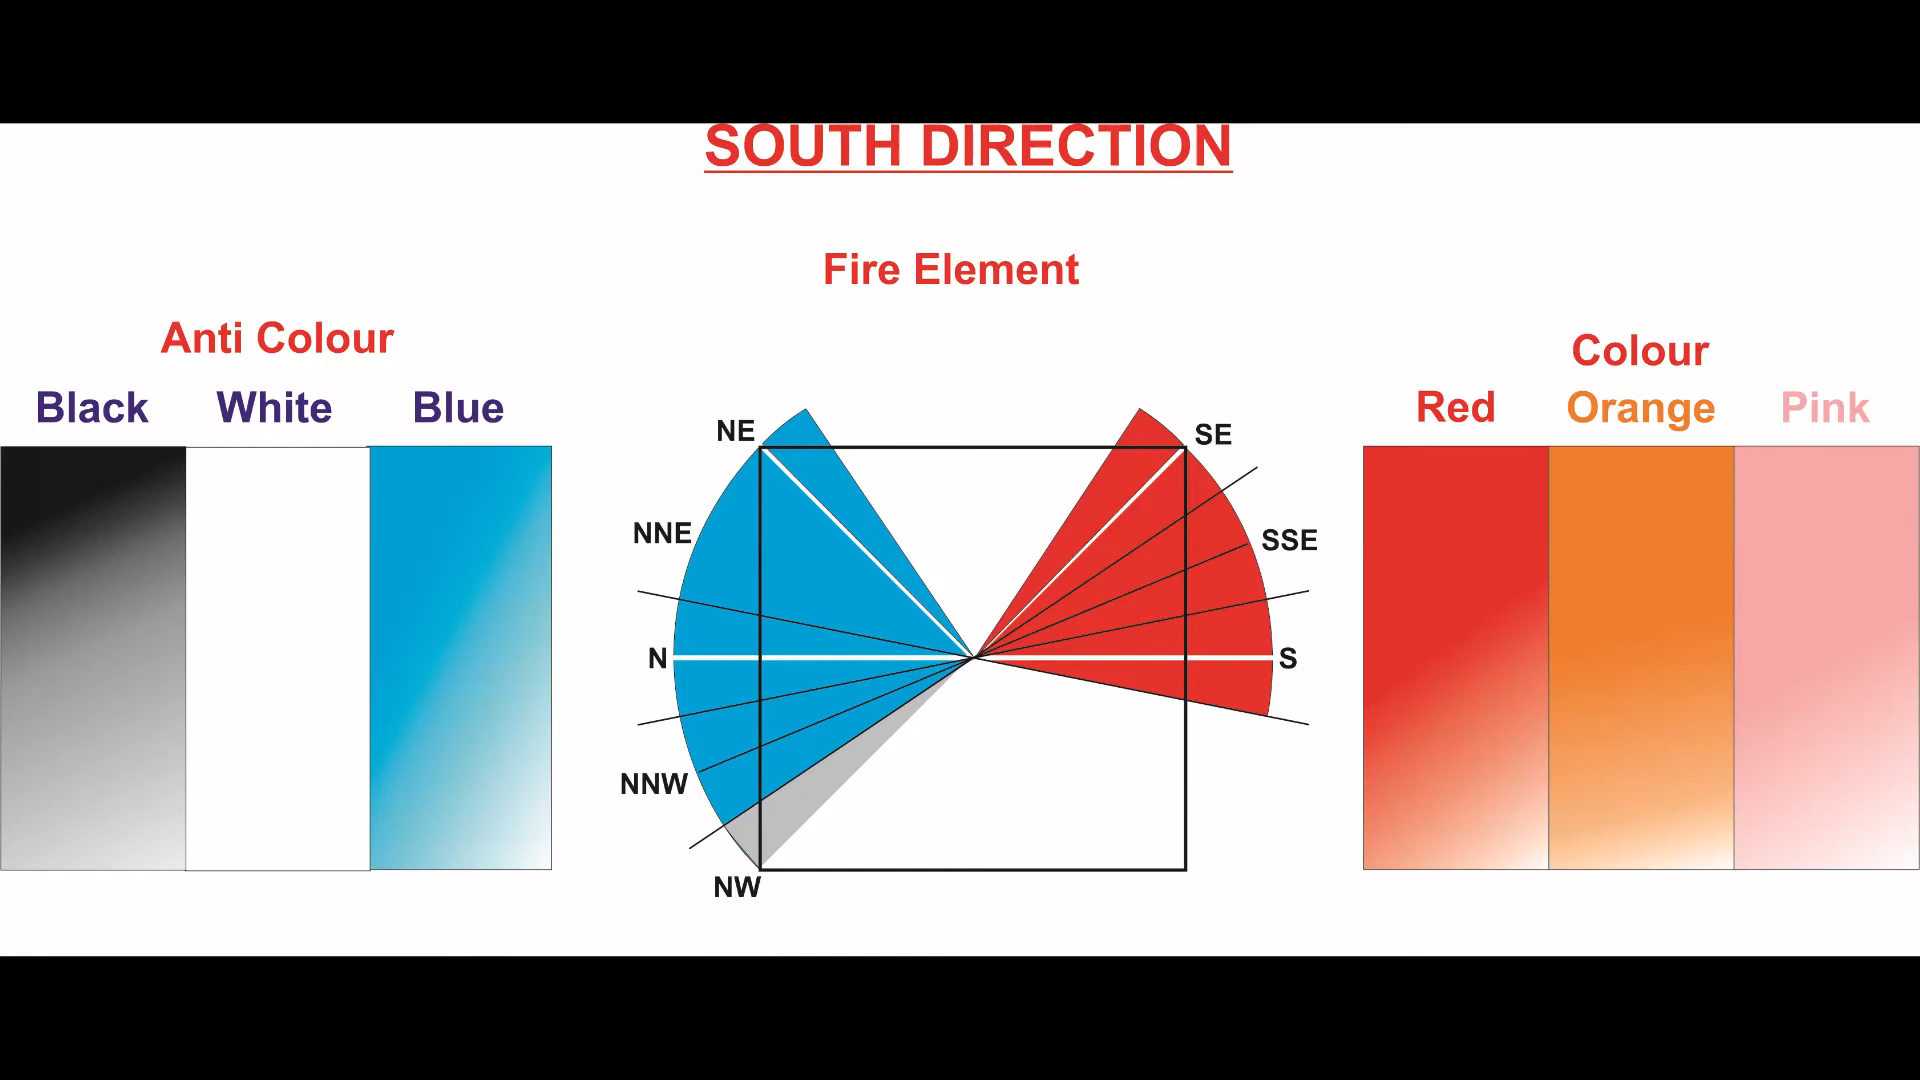 SOUTH DIRECTION
Fire Element
Anti Colour
Black White Blue
Colour
Red Orange Pink
NE
SE
NNE
SSE
N
S
NNW
NW